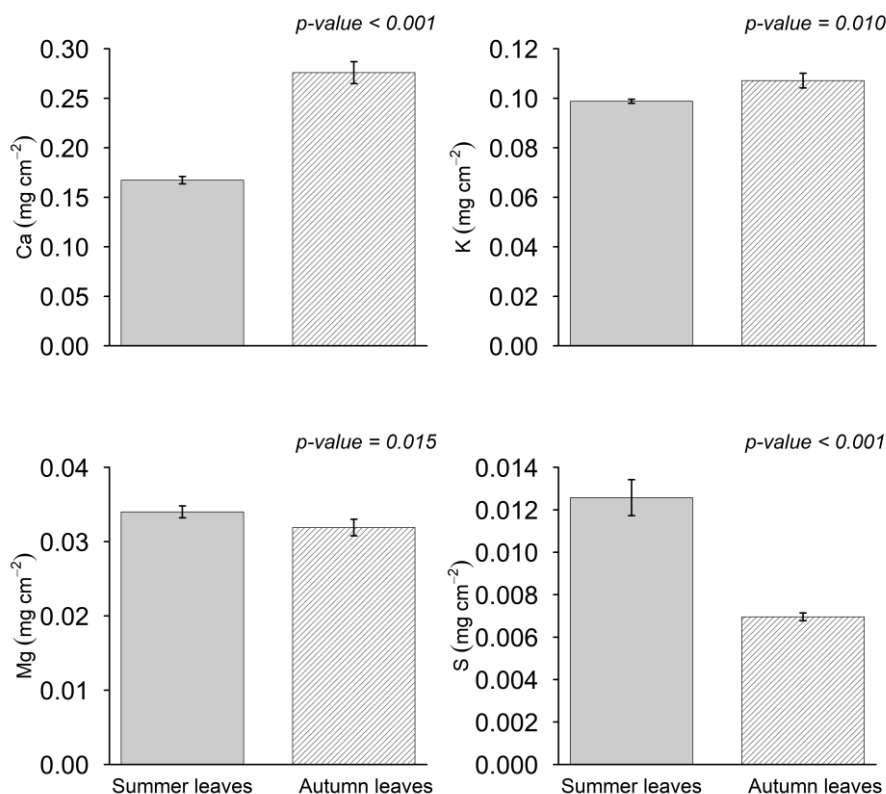 p-value < 0.001
Ca (mg cm⁻²)
0.30
0.25
0.20
0.15
0.10
0.05
0.00
p-value = 0.010
K (mg cm⁻²)
0.12
0.10
0.08
0.06
0.04
0.02
0.00
p-value = 0.015
Mg (mg cm⁻²)
0.04
0.03
0.02
0.01
0.00
Summer leaves
Autumn leaves
p-value < 0.001
S (mg cm⁻²)
0.014
0.012
0.010
0.008
0.006
0.004
0.002
0.000
Summer leaves
Autumn leaves